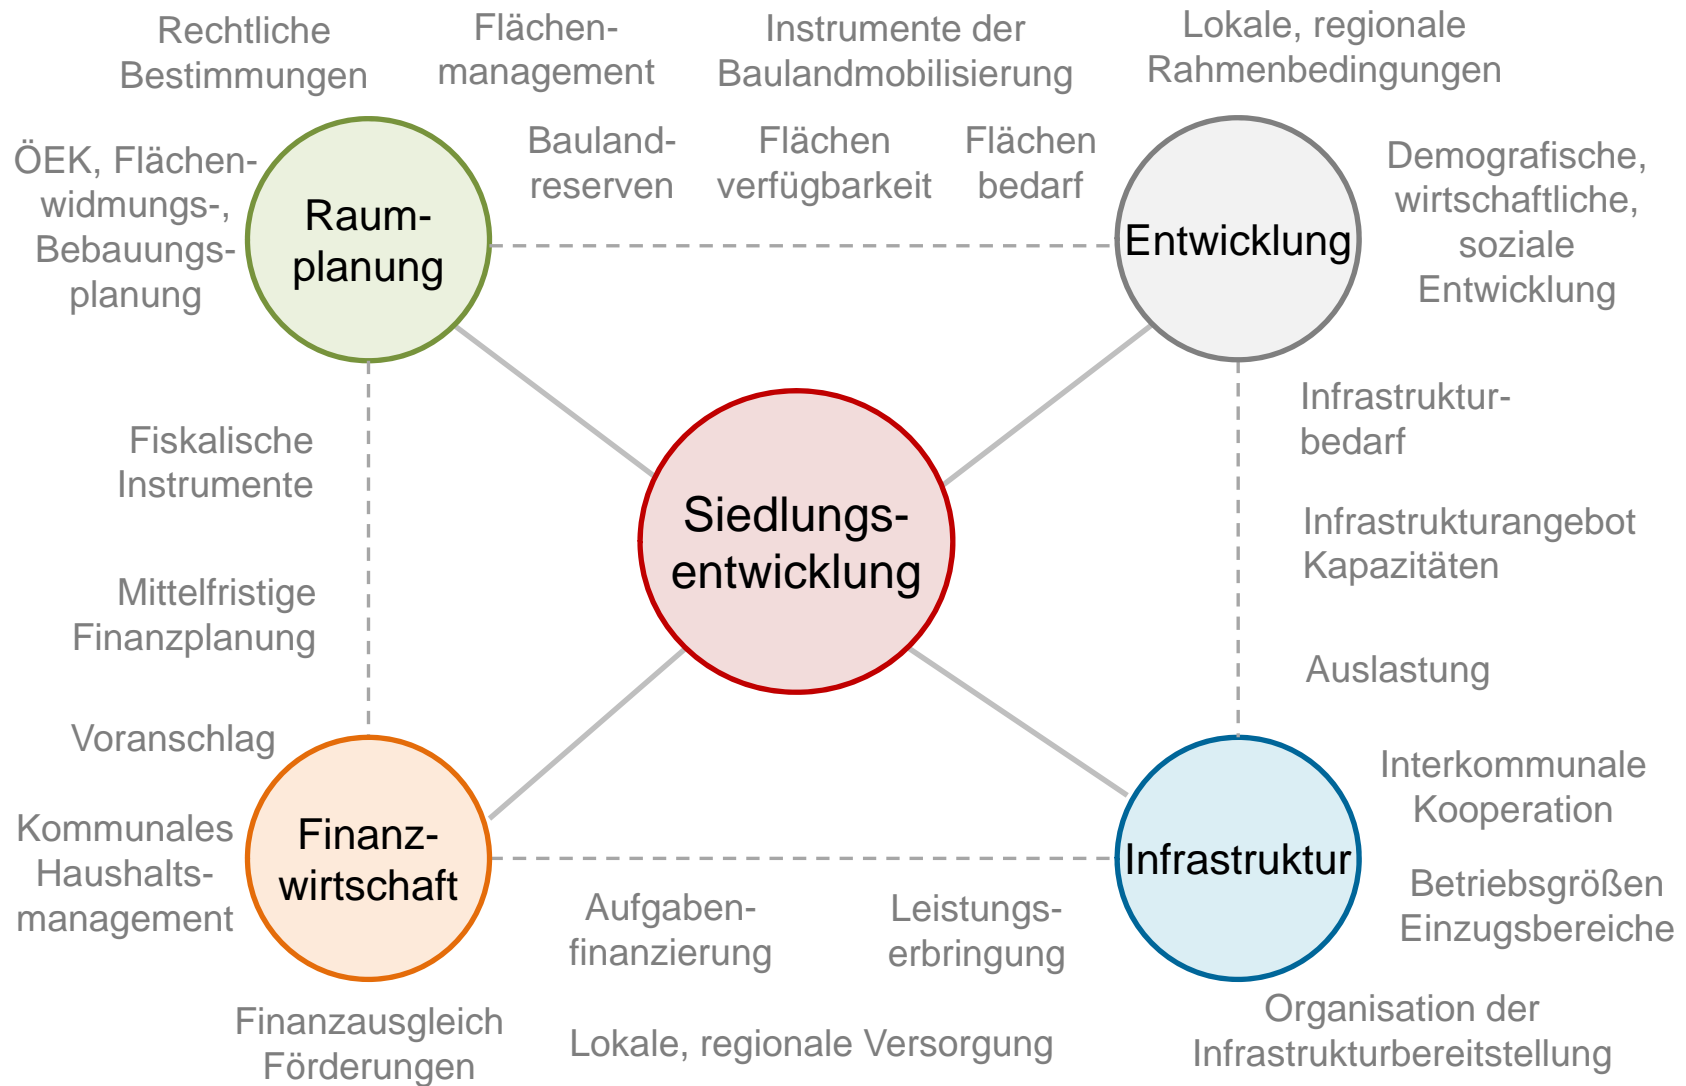 Rechtliche
Bestimmungen
Flächen-
management
Instrumente der
Baulandmobilisierung
Lokale, regionale
Rahmenbedingungen
ÖEK, Flächen-
widmungs-,
Bebauungs-
planung
Raum-
planung
Bauland-
reserven
Flächen
verfügbarkeit
Flächen
bedarf
Entwicklung
Demografische,
wirtschaftliche,
soziale
Entwicklung
Fiskalische
Instrumente
Infrastruktur-
bedarf
Siedlungs-
entwicklung
Infrastrukturangebot
Kapazitäten
Mittelfristige
Finanzplanung
Auslastung
Voranschlag
Interkommunale
Kooperation
Kommunales
Haushalts-
management
Finanz-
wirtschaft
Infrastruktur
Betriebsgrößen
Einzugsbereiche
Aufgaben-
finanzierung
Leistungs-
erbringung
Finanzausgleich
Förderungen
Lokale, regionale Versorgung
Organisation der
Infrastrukturbereitstellung